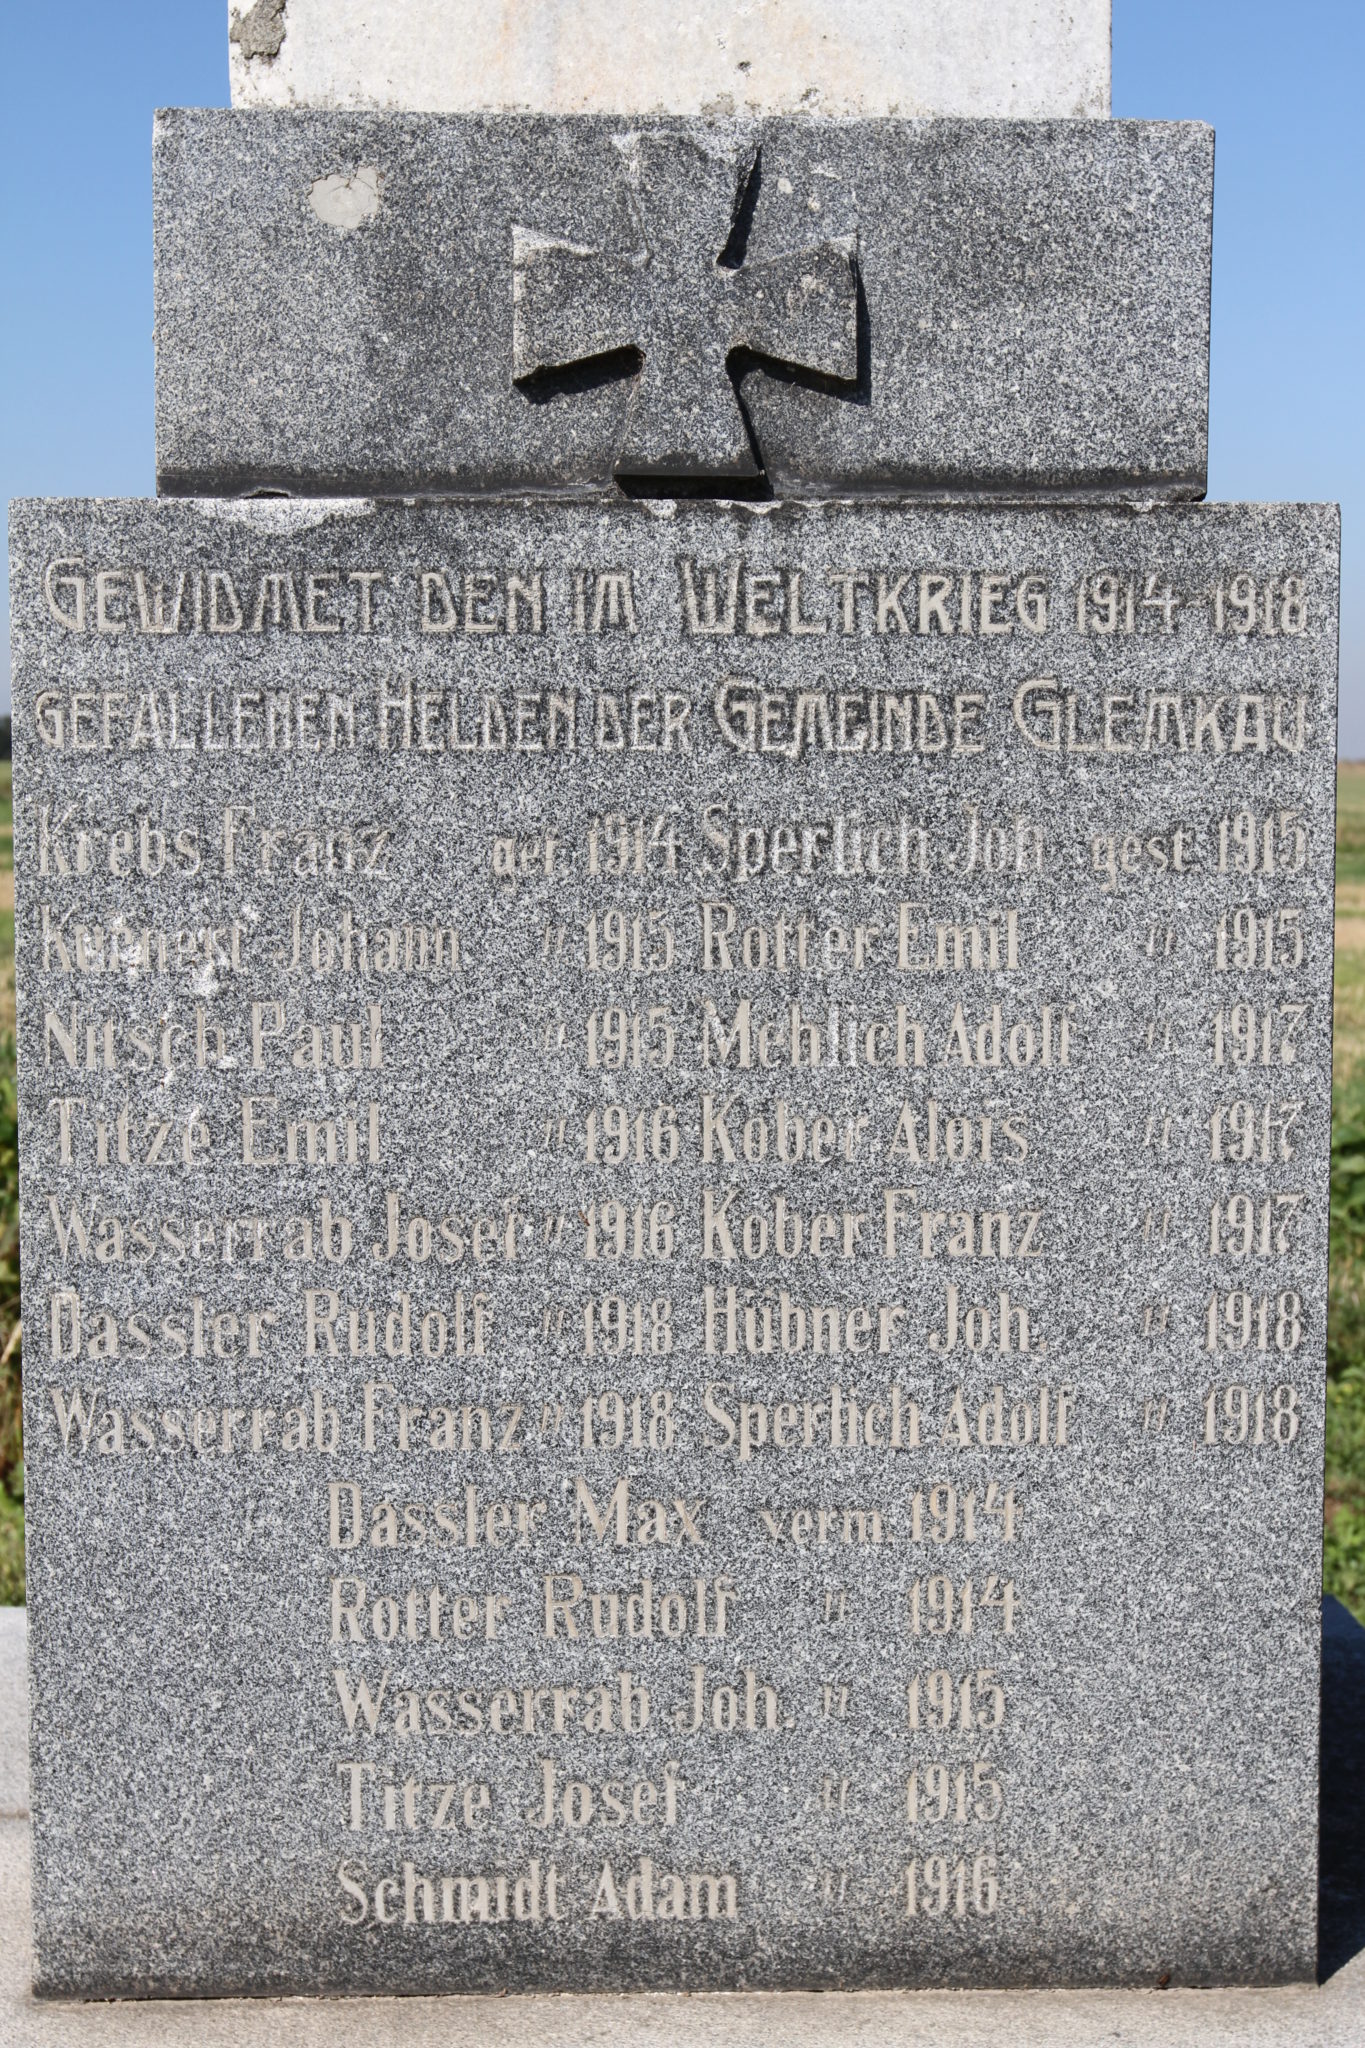 GEWIDMET DEN IM WELTKRIEG 1914-1918
GEFALLENEN HELDEN DER GEMEINDE GLEMKAU
Krebs Franz gef. 1914 Sperlich Joh gest. 1915
Johann " 1915 Rotter Emil " 1915
Nitsch Paul " 1915 Mehlich Adolf " 1917
Titze Emil " 1916 Kober Alois " 1917
Wasserrab Josef " 1916 Kober Franz " 1917
Dassler Rudolf " 1918 Hübner Joh. " 1918
Wasserrab Franz " 1918 Sperlich Adolf " 1918
Dassler Max verm. 1914
Rotter Rudolf " 1914
Wasserrab Joh. " 1915
Titze Josef " 1915
Schmidt Adam " 1916